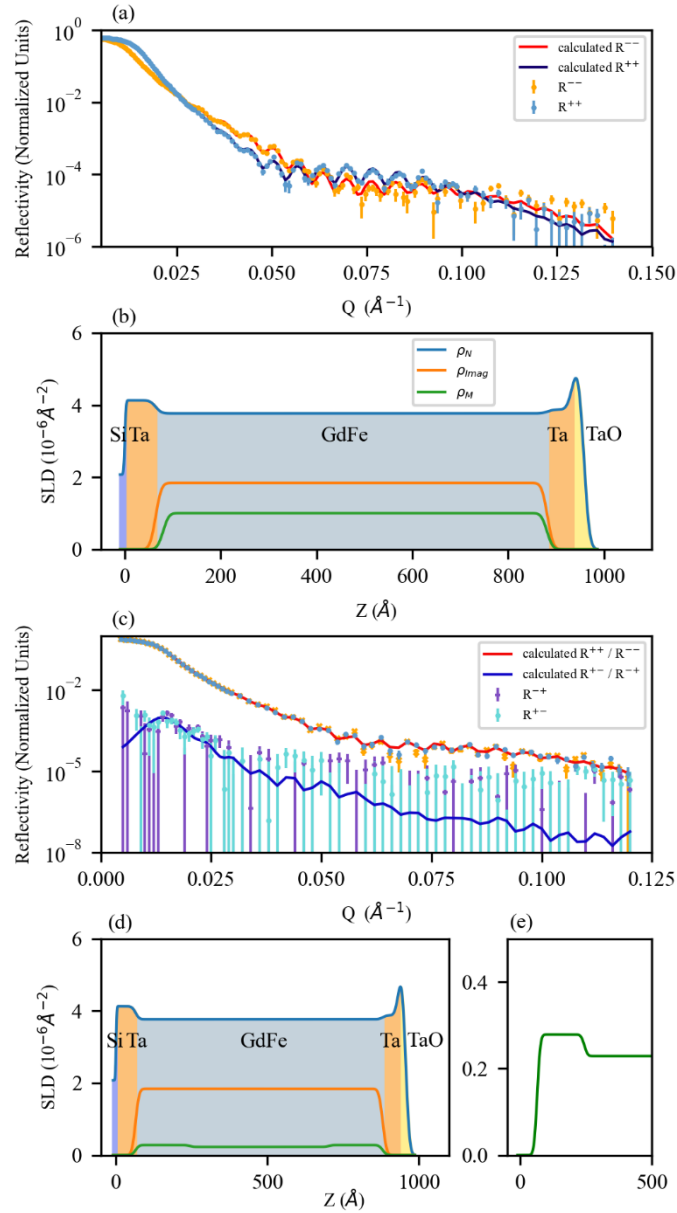 (a)
10^0
10^−2
10^−4
10^−6
Reflectivity (Normalized Units)
calculated R^−−
calculated R^++
R^−−
R^++
0.025 0.050 0.075 0.100 0.125 0.150
Q (Å^−1)
(b)
6
4
2
0
SLD (10^−6Å^−2)
ρ_N
ρ_Imag
ρ_M
Si Ta GdFe Ta TaO
0 200 400 600 800 1000
Z (Å)
(c)
10^−2
10^−5
10^−8
Reflectivity (Normalized Units)
calculated R^++ / R^−−
calculated R^+− / R^−+
R^−+
R^+−
0.000 0.025 0.050 0.075 0.100 0.125
Q (Å^−1)
(d)
6
4
2
0
SLD (10^−6Å^−2)
Si Ta GdFe Ta TaO
0 500 1000
Z (Å)
(e)
0.4
0.2
0.0
0 500